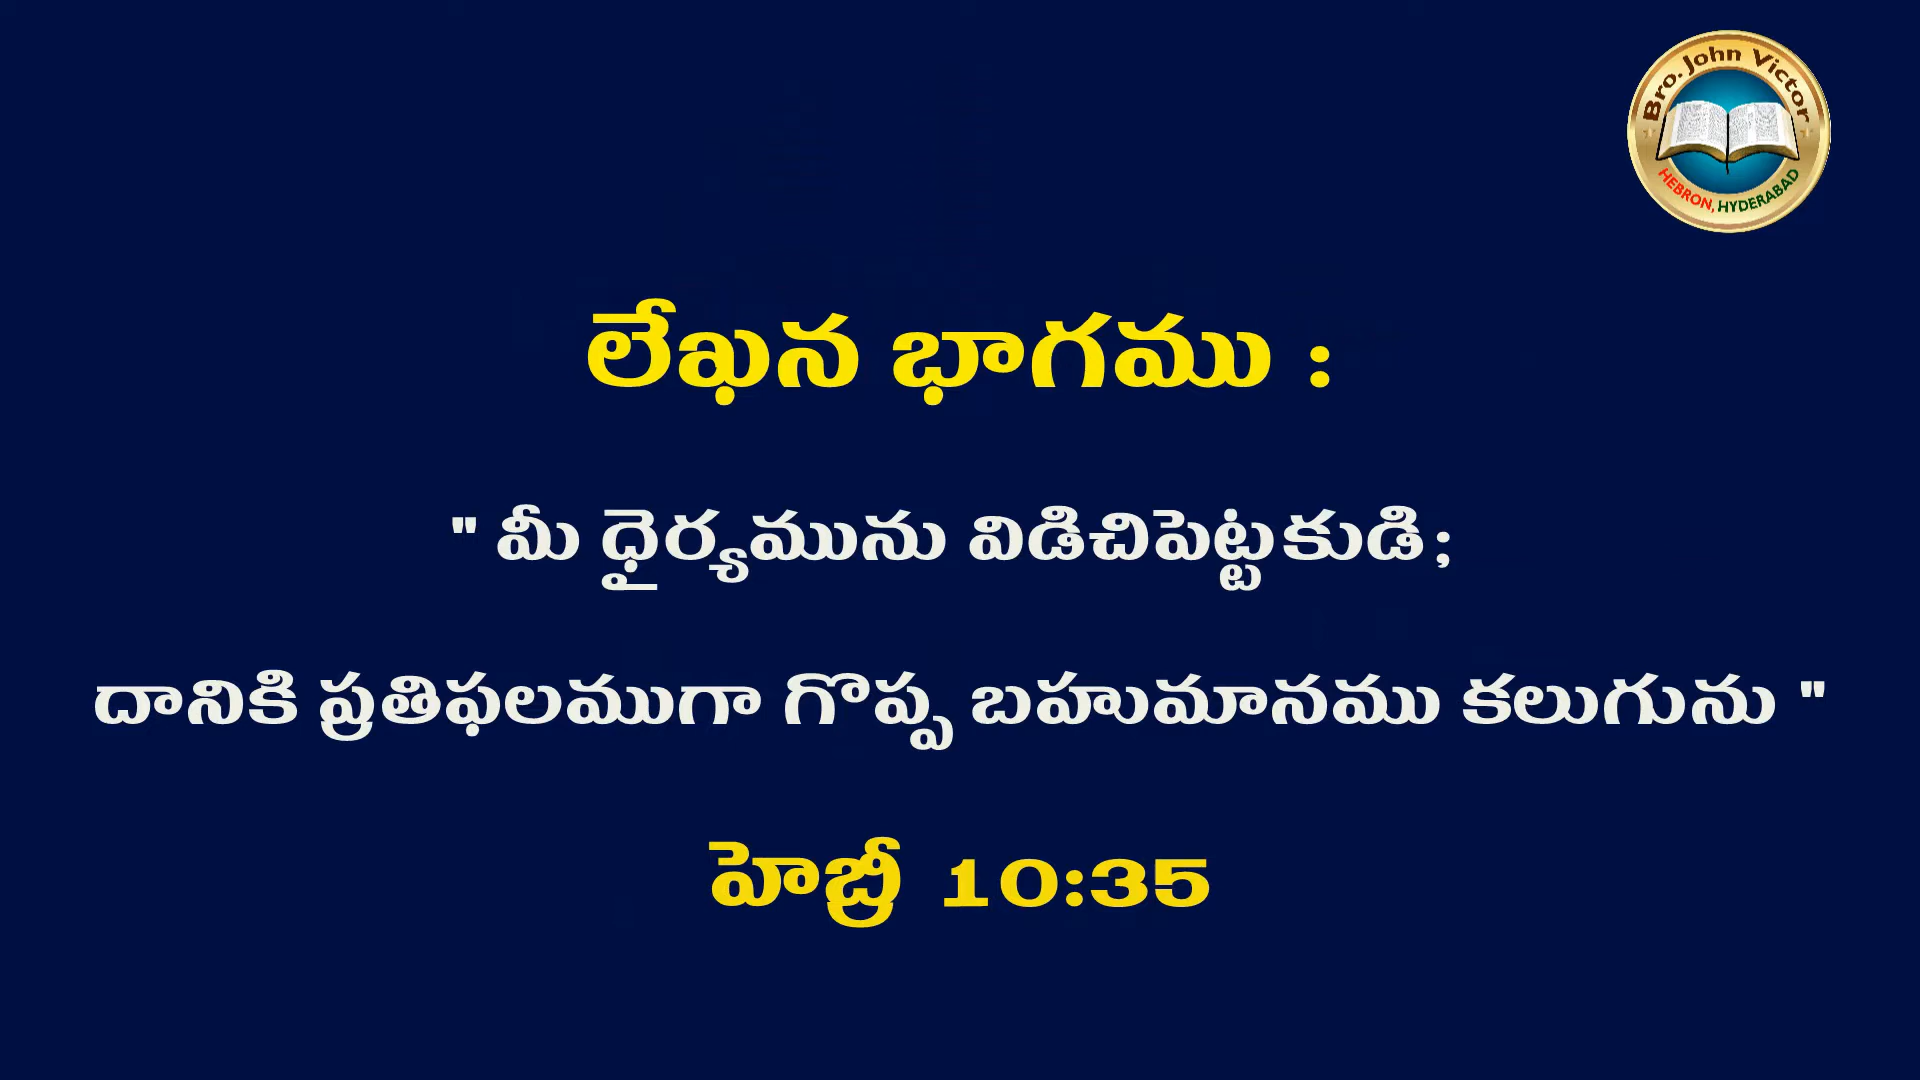 Bro. John Victor
HEBRON, HYDERABAD
లేఖన భాగము :
" మీ ధైర్యమును విడిచిపెట్టకుడి;
దానికి ప్రతిఫలముగా గొప్ప బహుమానము కలుగును "
హెబ్రీ 10:35